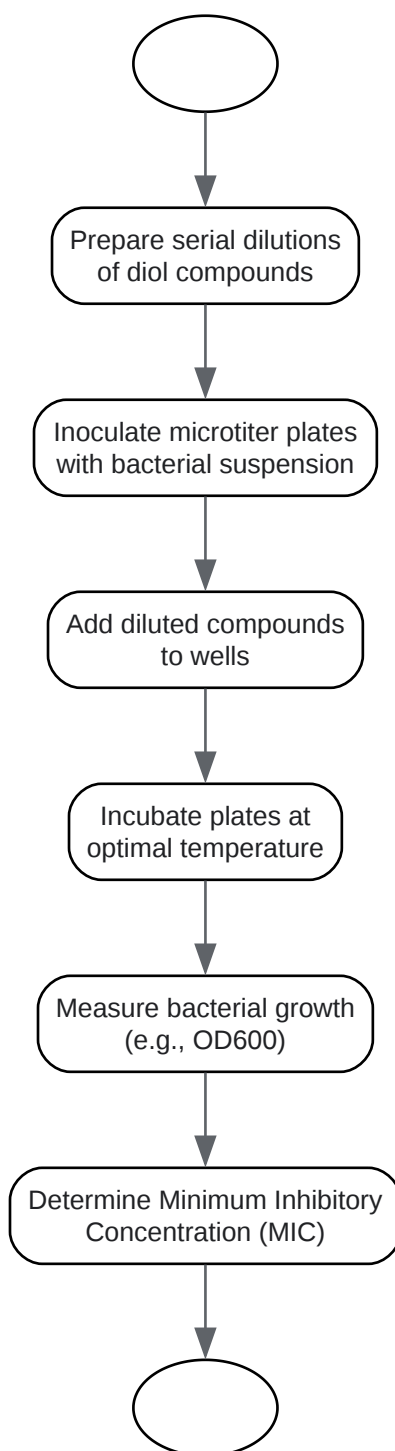 Prepare serial dilutions
of diol compounds
Inoculate microtiter plates
with bacterial suspension
Add diluted compounds
to wells
Incubate plates at
optimal temperature
Measure bacterial growth
(e.g., OD600)
Determine Minimum Inhibitory
Concentration (MIC)